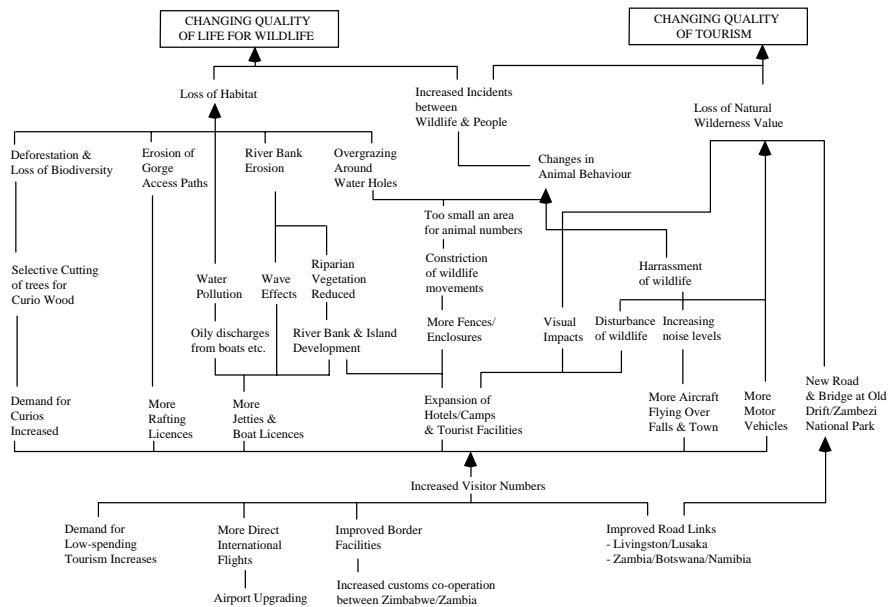 CHANGING QUALITY
OF LIFE FOR WILDLIFE
CHANGING QUALITY
OF TOURISM
Loss of Habitat
Increased Incidents
between
Wildlife & People
Loss of Natural
Wilderness Value
Deforestation &
Loss of Biodiversity
Erosion of
Gorge
Access Paths
River Bank
Erosion
Overgrazing
Around
Water Holes
Changes in
Animal Behaviour
Too small an area
for animal numbers
Selective Cutting
of trees for
Curio Wood
Water
Pollution
Wave
Effects
Riparian
Vegetation
Reduced
Constriction
of wildlife
movements
Harrassment
of wildlife
Oily discharges
from boats etc.
River Bank & Island
Development
More Fences/
Enclosures
Visual
Impacts
Disturbance
of wildlife
Increasing
noise levels
Demand for
Curios
Increased
More
Rafting
Licences
More
Jetties &
Boat Licences
Expansion of
Hotels/Camps
& Tourist Facilities
More Aircraft
Flying Over
Falls & Town
More
Motor
Vehicles
New Road
& Bridge at Old
Drift/Zambezi
National Park
Increased Visitor Numbers
Demand for
Low-spending
Tourism Increases
More Direct
International
Flights
Airport Upgrading
Improved Border
Facilities
Increased customs co-operation
between Zimbabwe/Zambia
Improved Road Links
- Livingston/Lusaka
- Zambia/Botswana/Namibia